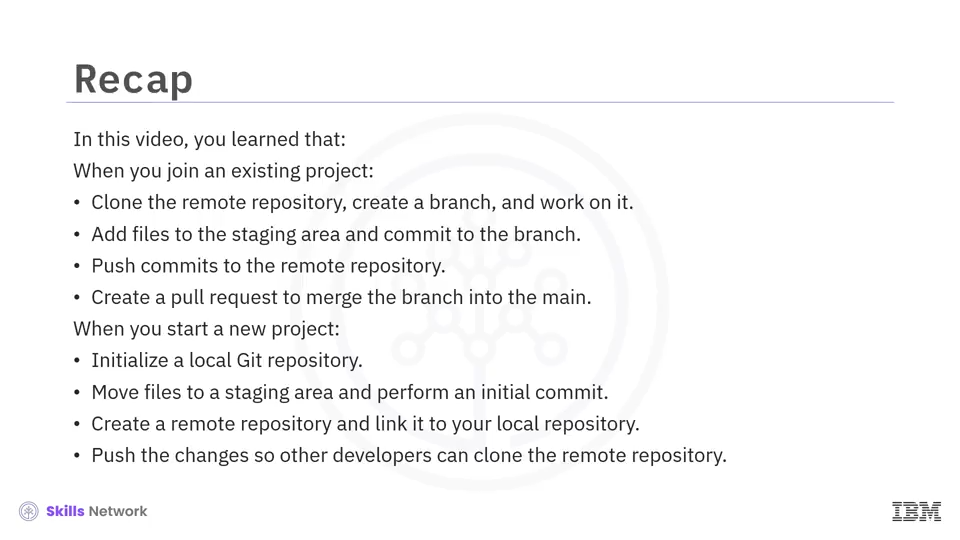 Recap
In this video, you learned that:
When you join an existing project:
• Clone the remote repository, create a branch, and work on it.
• Add files to the staging area and commit to the branch.
• Push commits to the remote repository.
• Create a pull request to merge the branch into the main.
When you start a new project:
• Initialize a local Git repository.
• Move files to a staging area and perform an initial commit.
• Create a remote repository and link it to your local repository.
• Push the changes so other developers can clone the remote repository.
Skills Network
IBM